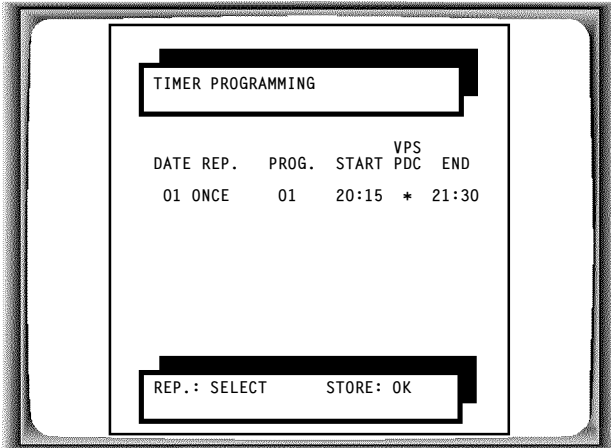 TIMER PROGRAMMING
VPS
DATE REP. PROG. START PDC END
01 ONCE 01 20:15 * 21:30
REP.: SELECT STORE: OK